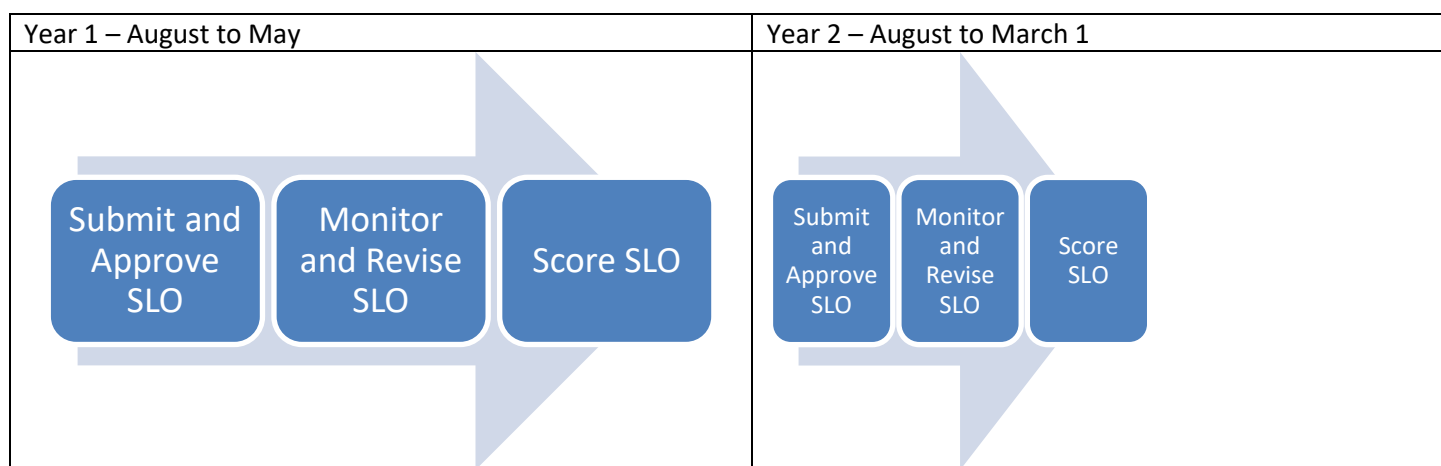 Year 1 – August to May
Year 2 – August to March 1
Submit and
Approve
SLO
Monitor
and Revise
SLO
Score SLO
Submit
and
Approve
SLO
Monitor
and
Revise
SLO
Score
SLO